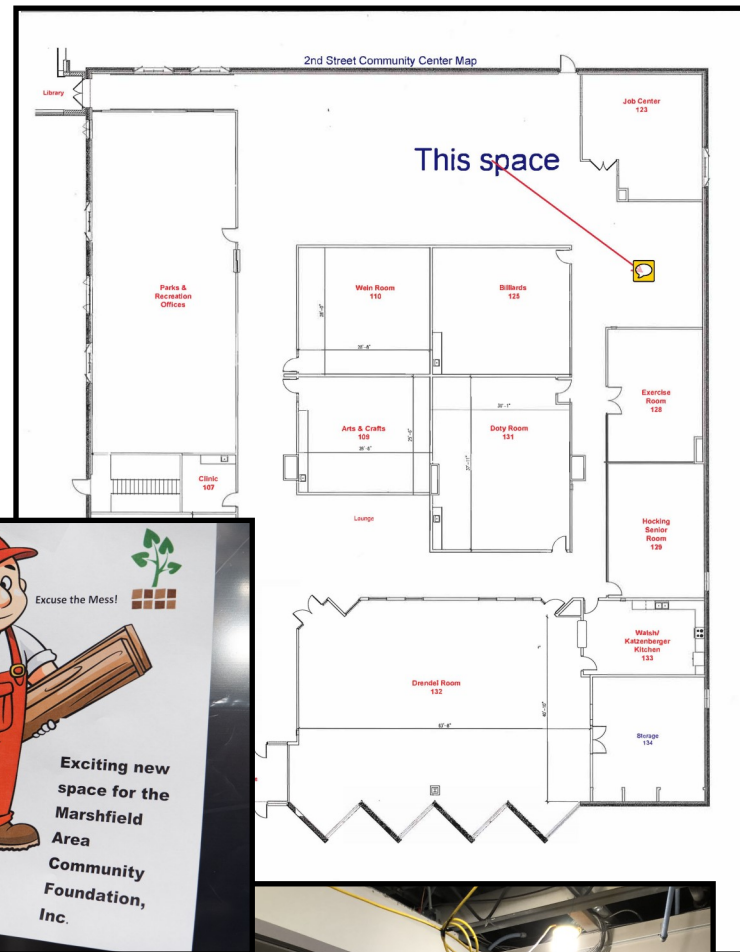 2nd Street Community Center Map
Library
Job Center
123
This space
Parks &
Recreation
Offices
Room
110
Billiards
125
Exercise
Room
128
Arts & Crafts
Doty Room
131
Clinic
107
Lounge
Hocking
Senior
Room
129
Walsh/
Katzenberger
Kitchen
133
Drendel Room
132
Storage
134
Excuse the Mess!
Exciting new
space for the
Marshfield
Area
Community
Foundation,
Inc.